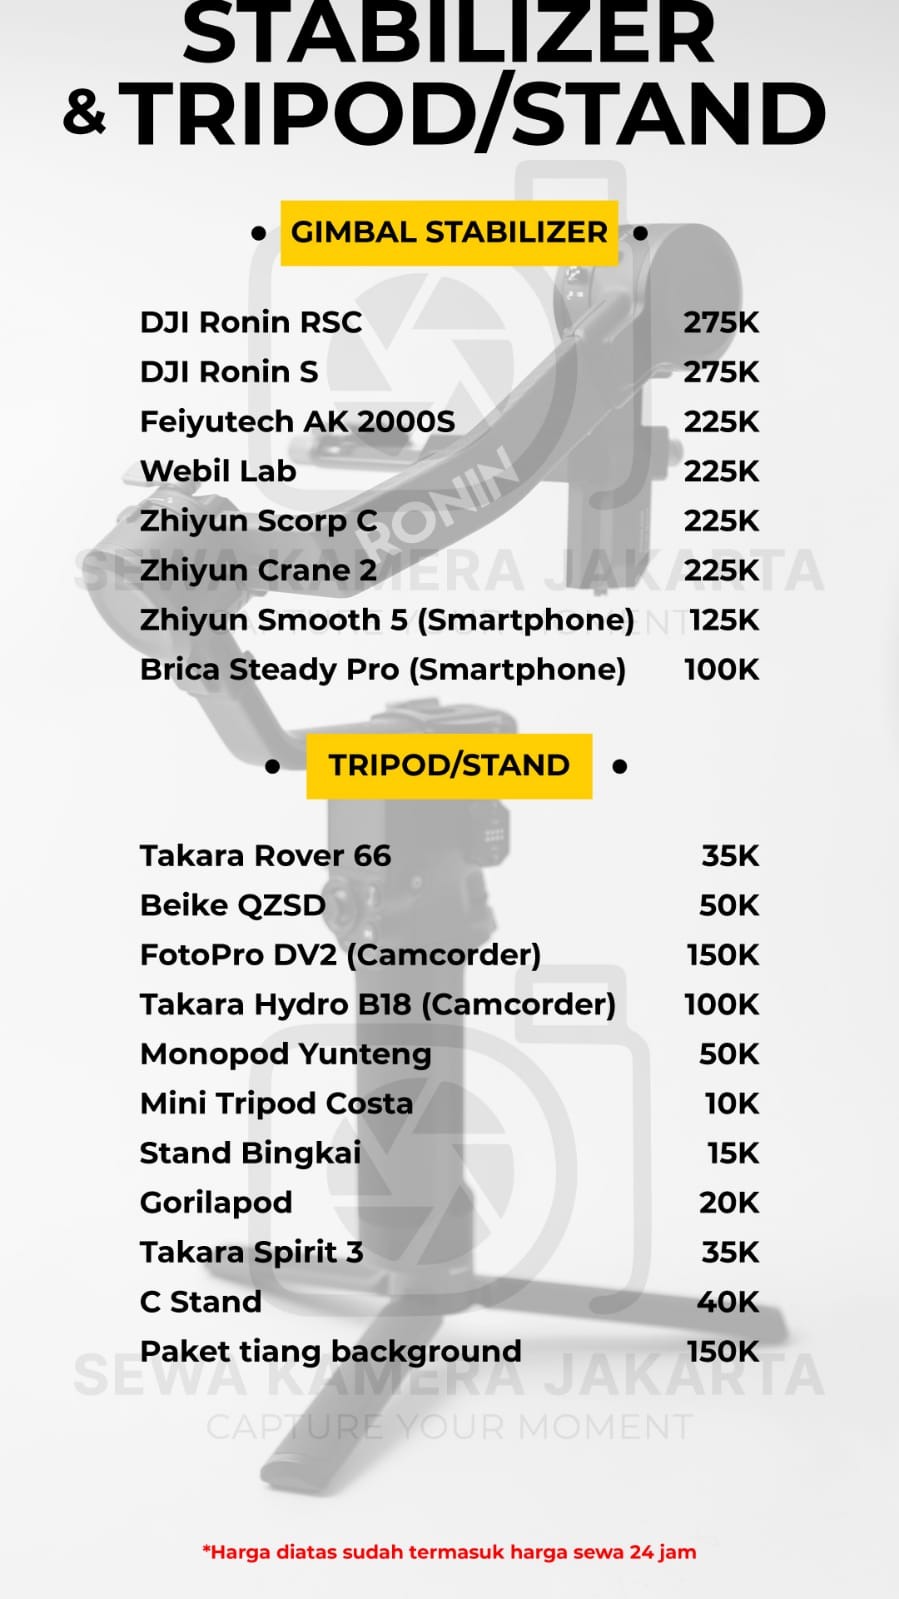 STABILIZER
& TRIPOD/STAND
• GIMBAL STABILIZER •
DJI Ronin RSC 275K
DJI Ronin S 275K
Feiyutech AK 2000S 225K
Webil Lab 225K
Zhiyun Scorp C 225K
Zhiyun Crane 2 225K
Zhiyun Smooth 5 (Smartphone) 125K
Brica Steady Pro (Smartphone) 100K
RONIN
SEWA KAMERA JAKARTA
CAPTURE YOUR MOMENT
• TRIPOD/STAND •
Takara Rover 66 35K
Beike QZSD 50K
FotoPro DV2 (Camcorder) 150K
Takara Hydro B18 (Camcorder) 100K
Monopod Yunteng 50K
Mini Tripod Costa 10K
Stand Bingkai 15K
Gorilapod 20K
Takara Spirit 3 35K
C Stand 40K
Paket tiang background 150K
SEWA KAMERA JAKARTA
CAPTURE YOUR MOMENT
*Harga diatas sudah termasuk harga sewa 24 jam